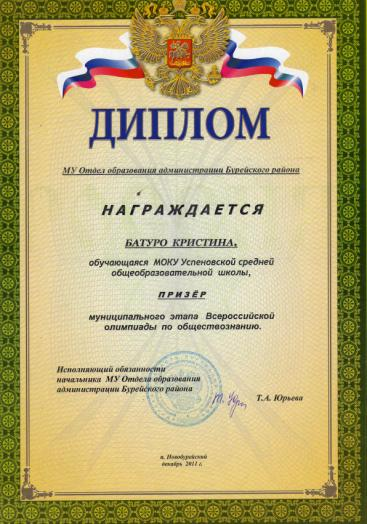 ДИПЛОМ
МУ Отдел образования администрации Бурейского района
НАГРАЖДАЕТСЯ
БАТУРО КРИСТИНА,
обучающаяся МОКУ Успеновской средней
общеобразовательной школы,
ПРИЗЁР
муниципального этапа Всероссийской
олимпиады по обществознанию.
Исполняющий обязанности
начальника МУ Отдела образования
администрации Бурейского района
Т.А. Юрьева
п. Новобурейский
декабрь 2011 г.